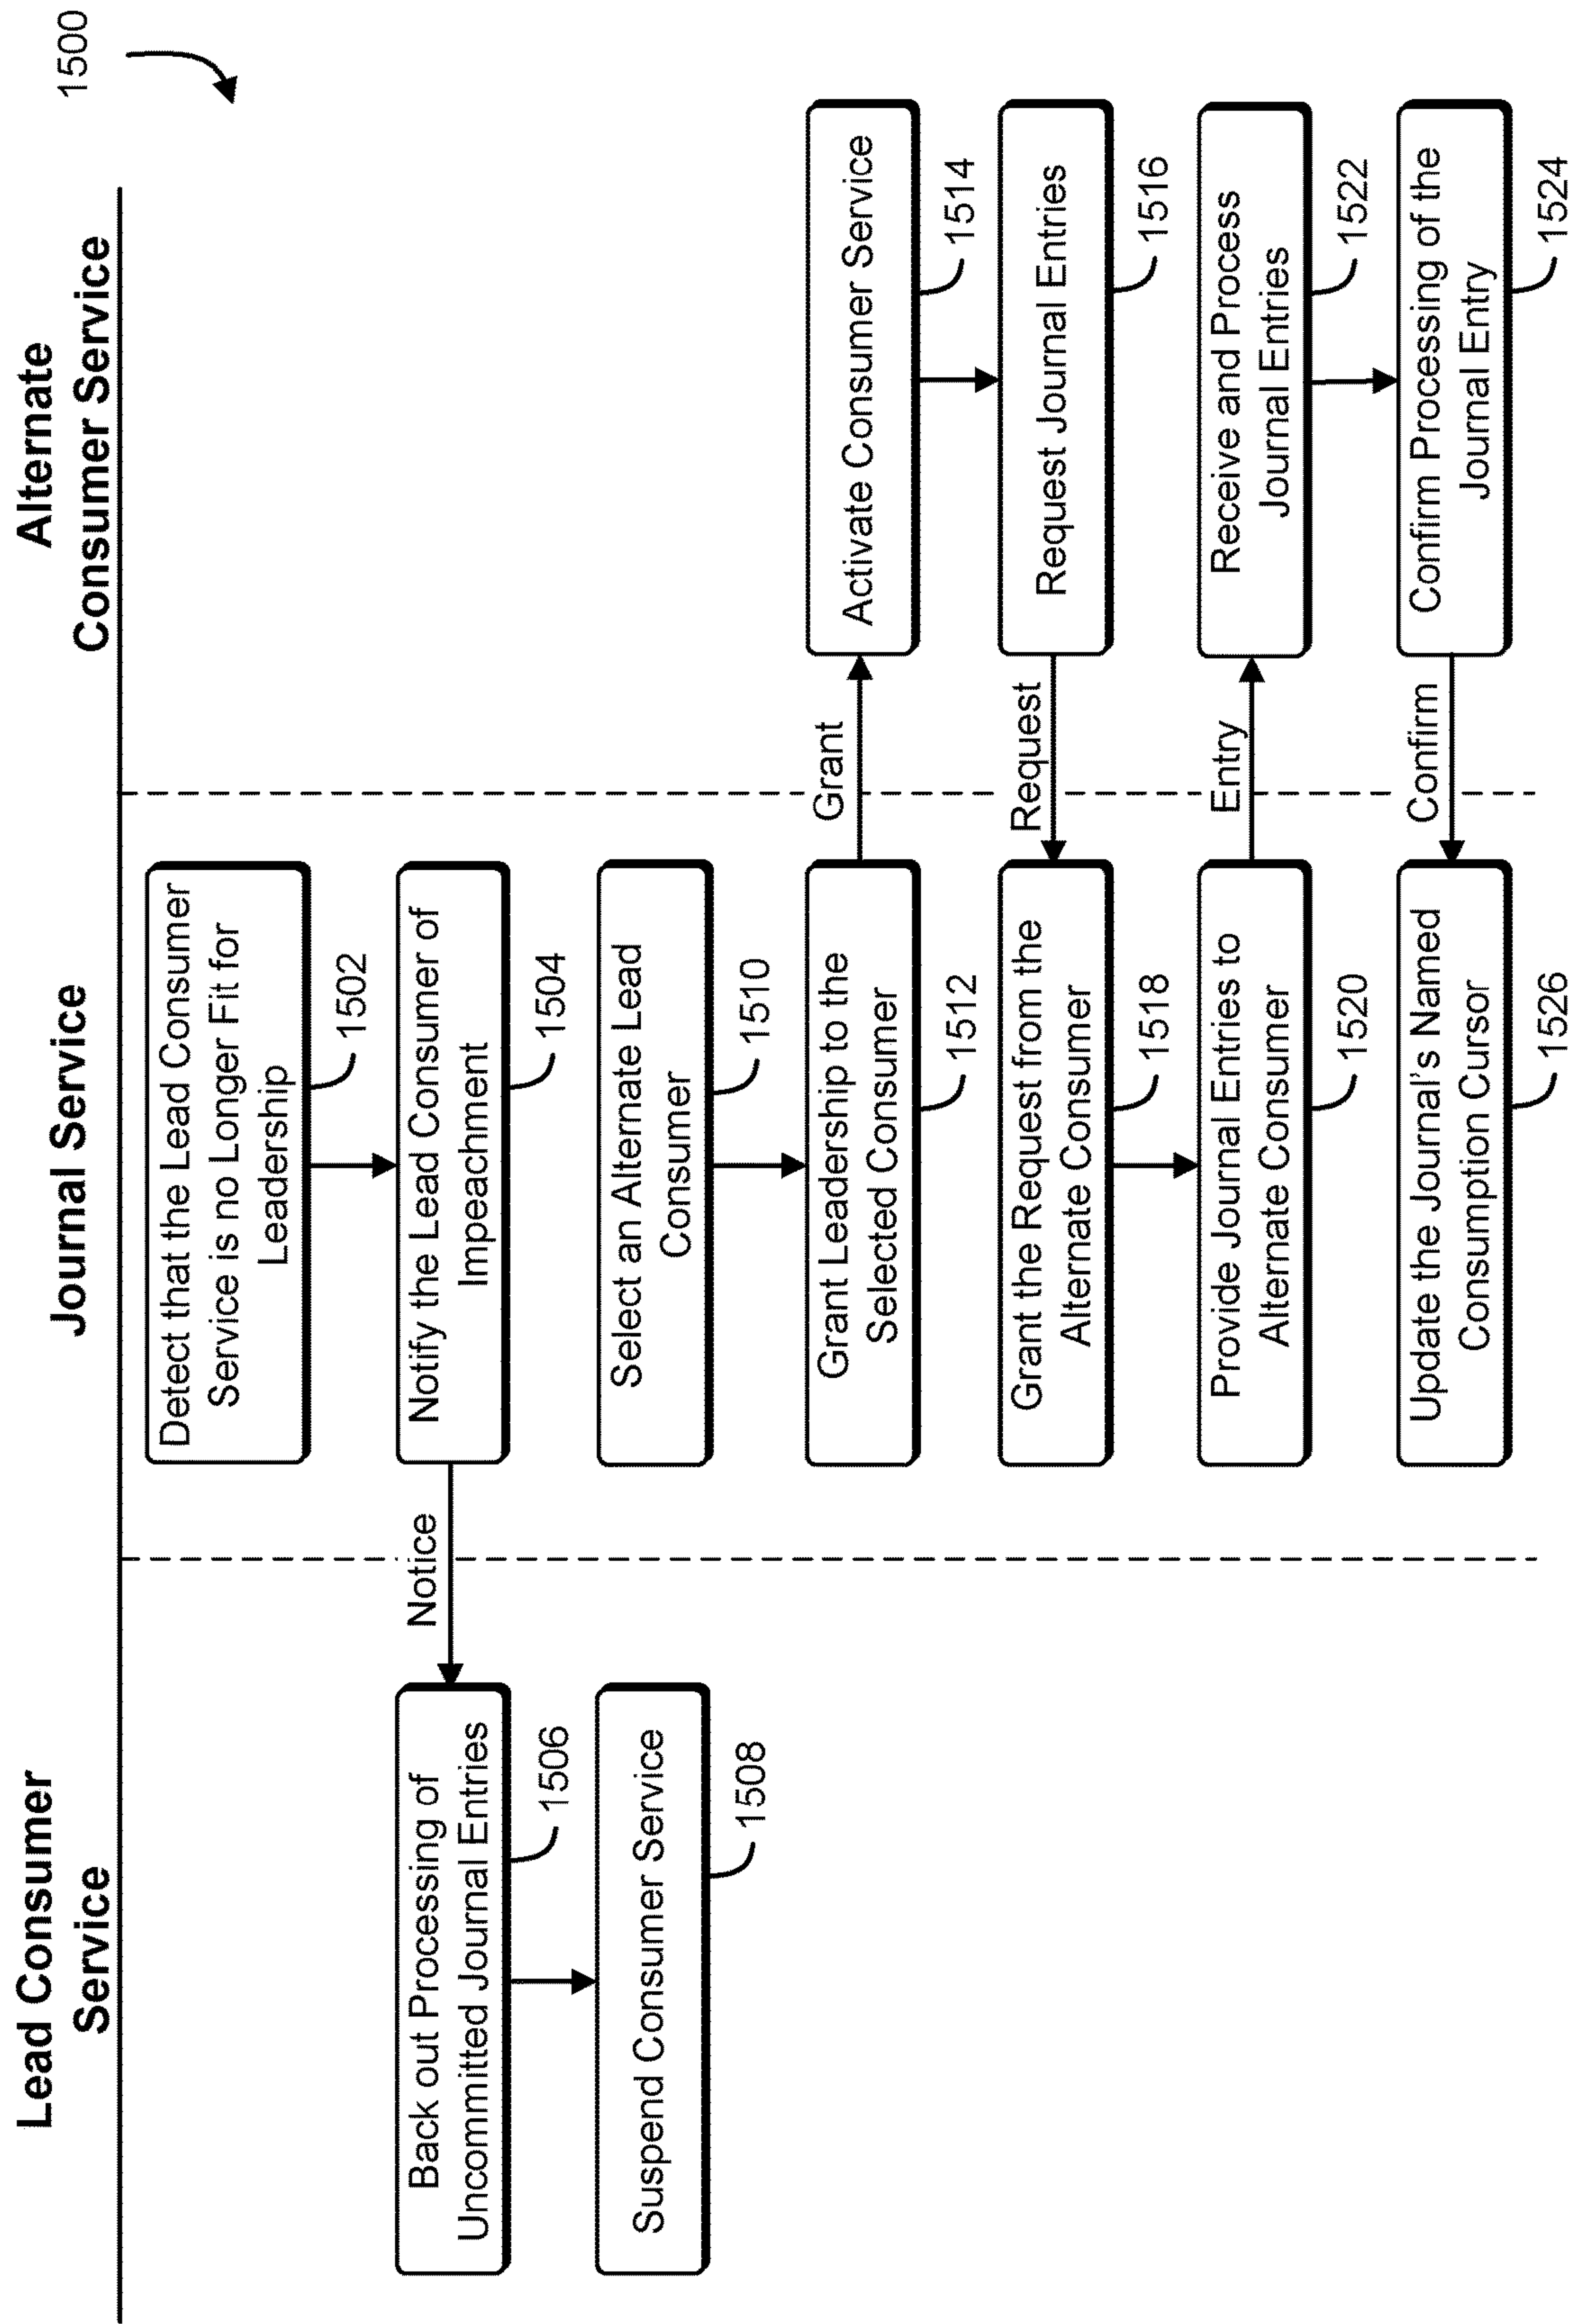 1500
Lead Consumer
Service
Journal Service
Alternate
Consumer Service
Detect that the Lead Consumer
Service is no Longer Fit for
Leadership
1502
Notify the Lead Consumer of
Impeachment
1504
Notice
Back out Processing of
Uncommitted Journal Entries
1506
Suspend Consumer Service
1508
Select an Alternate Lead
Consumer
1510
Grant Leadership to the
Selected Consumer
1512
Grant
Activate Consumer Service
1514
Request Journal Entries
1516
Request
Grant the Request from the
Alternate Consumer
1518
Provide Journal Entries to
Alternate Consumer
1520
Entry
Receive and Process
Journal Entries
1522
Confirm Processing of the
Journal Entry
1524
Confirm
Update the Journal's Named
Consumption Cursor
1526